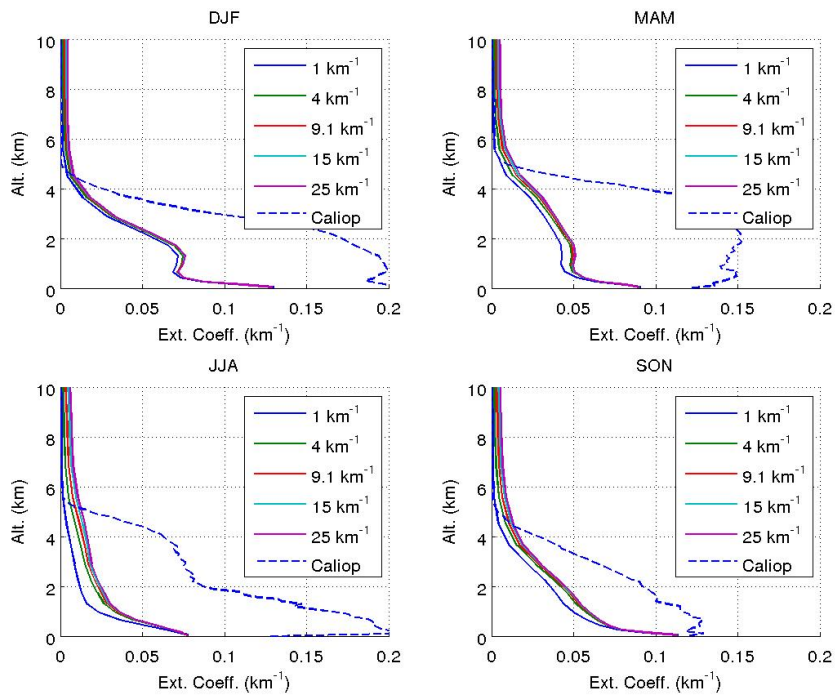 DJF
10
8
6
4
2
0
Alt. (km)
0
0.05
0.1
0.15
0.2
Ext. Coeff. (km⁻¹)
1 km⁻¹
4 km⁻¹
9.1 km⁻¹
15 km⁻¹
25 km⁻¹
Caliop
MAM
10
8
6
4
2
0
Alt. (km)
0
0.05
0.1
0.15
0.2
Ext. Coeff. (km⁻¹)
1 km⁻¹
4 km⁻¹
9.1 km⁻¹
15 km⁻¹
25 km⁻¹
Caliop
JJA
10
8
6
4
2
0
Alt. (km)
0
0.05
0.1
0.15
0.2
Ext. Coeff. (km⁻¹)
1 km⁻¹
4 km⁻¹
9.1 km⁻¹
15 km⁻¹
25 km⁻¹
Caliop
SON
10
8
6
4
2
0
Alt. (km)
0
0.05
0.1
0.15
0.2
Ext. Coeff. (km⁻¹)
1 km⁻¹
4 km⁻¹
9.1 km⁻¹
15 km⁻¹
25 km⁻¹
Caliop